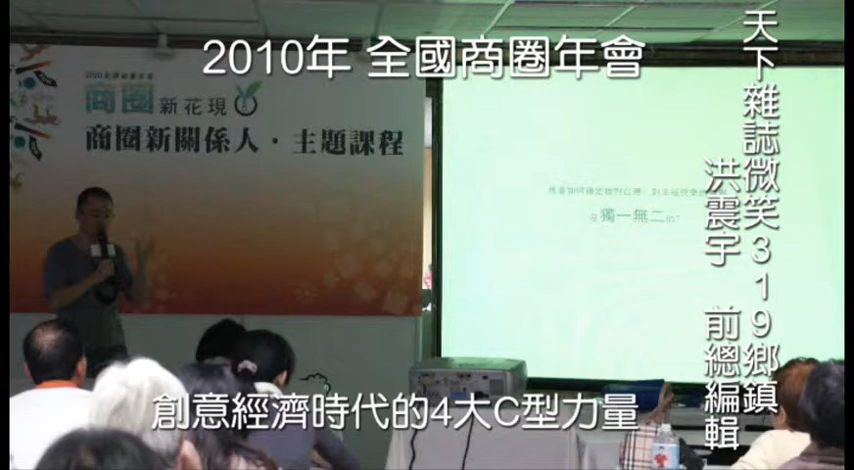 2010年 全國商圈年會
商圈新花現
商圈新關係人·主題課程
獨一無二
天下雜誌微笑319鄉鎮
洪震宇 前總編輯
創意經濟時代的4大C型力量